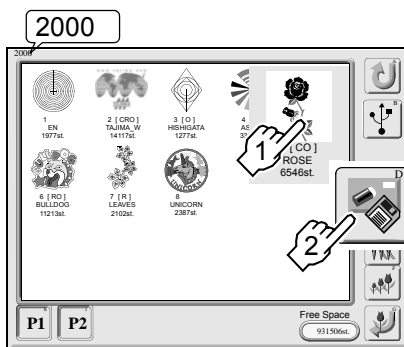 2000
2000
1
EN
1977st.
2 [ CRO ]
TAJIMA_W
14117st.
3 [ O ]
HISHIGATA
1277st.
4
AS
[ CO ]
ROSE
6546st.
1
6 [ RO ]
BULLDOG
11213st.
7 [ R ]
LEAVES
2102st.
8
UNICORN
2387st.
UNICORN
D
2
P1
P2
Free Space
931506st.